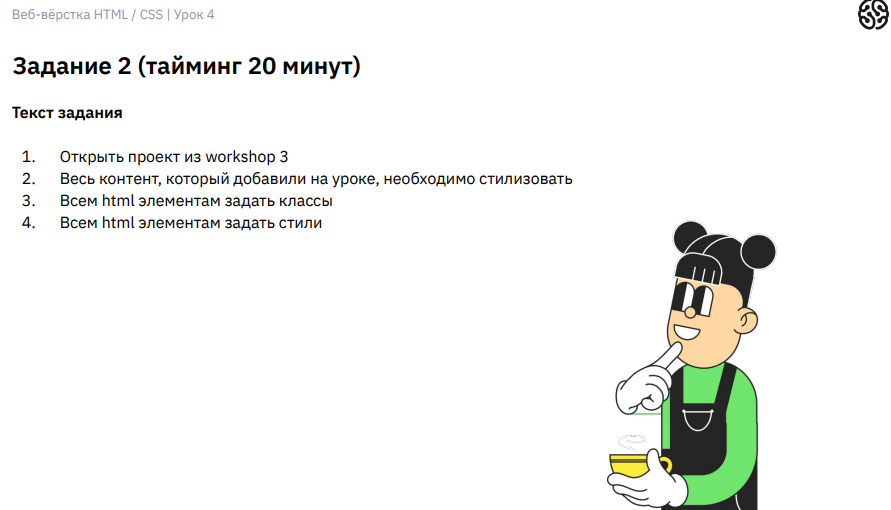 Веб-вёрстка HTML / CSS | Урок 4
Задание 2 (тайминг 20 минут)
Текст задания
1. Открыть проект из workshop 3
2. Весь контент, который добавили на уроке, необходимо стилизовать
3. Всем html элементам задать классы
4. Всем html элементам задать стили